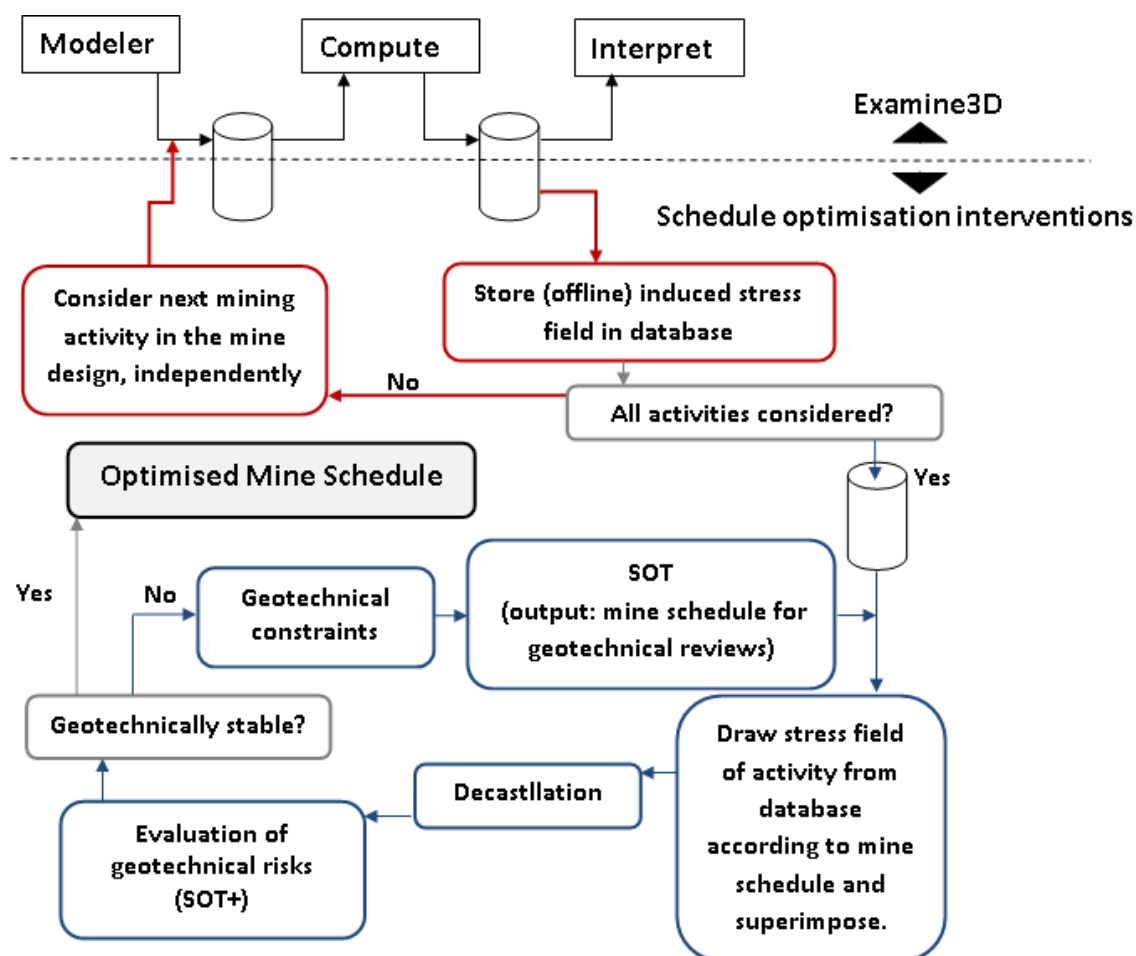 Modeler
Compute
Interpret
Examine3D
Schedule optimisation interventions
Consider next mining
activity in the mine
design, independently
Store (offline) induced stress
field in database
No
All activities considered?
Yes
Optimised Mine Schedule
Yes
No
Geotechnical
constraints
SOT
(output: mine schedule for
geotechnical reviews)
Geotechnically stable?
Draw stress field
of activity from
database
according to mine
schedule and
superimpose.
Decastllation
Evaluation of
geotechnical risks
(SOT+)